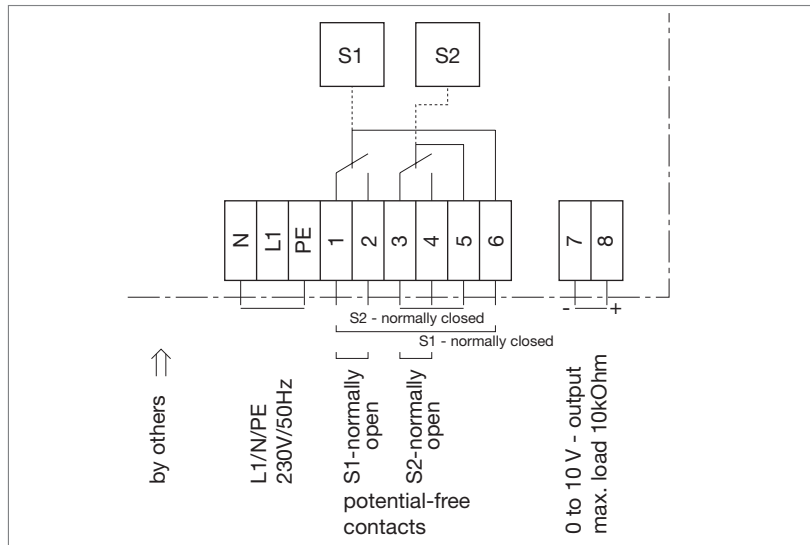 S1
S2
N
L1
PE
1
2
3
4
5
6
7
8
S2 - normally closed
S1 - normally closed
-
+
by others
L1/N/PE
230V/50Hz
S1-normally
open
S2-normally
open
potential-free
contacts
0 to 10 V - output
max. load 10kOhm